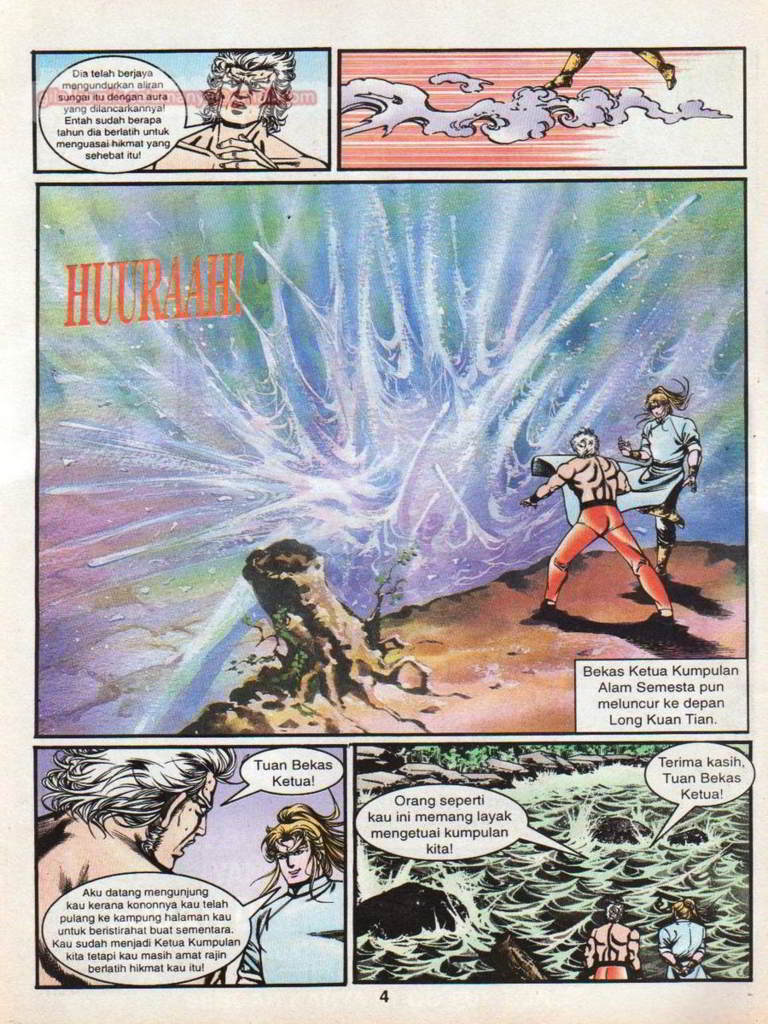 Dia telah berjaya
mengundurkan aliran
sungai itu dengan aura
yang dilancarkannya!
Entah sudah berapa
tahun dia berlatih untuk
menguasai hikmat yang
sehebat itu!
HUURAAH!
Bekas Ketua Kumpulan
Alam Semesta pun
meluncur ke depan
Long Kuan Tian.
Tuan Bekas
Ketua!
Aku datang mengunjung
kau kerana kononnya kau telah
pulang ke kampung halaman kau
untuk beristirahat buat sementara.
Kau sudah menjadi Ketua Kumpulan
kita tetapi kau masih amat rajin
berlatih hikmat kau itu!
Orang seperti
kau ini memang layak
mengetuai kumpulan
kita!
Terima kasih,
Tuan Bekas
Ketua!
4